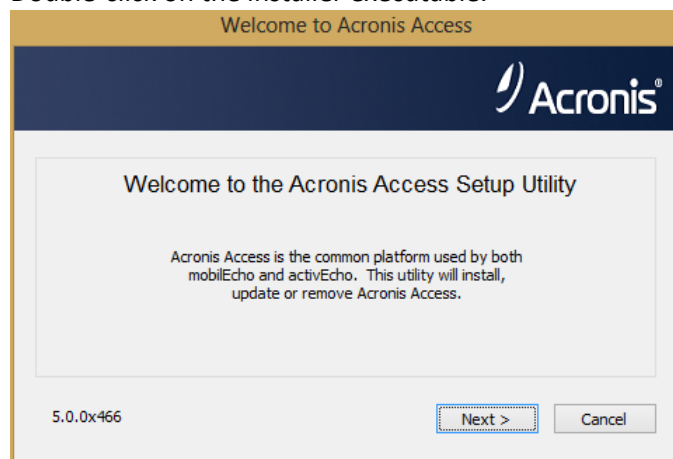 Double-click on the installer executable.
Welcome to Acronis Access
Acronis®
Welcome to the Acronis Access Setup Utility
Acronis Access is the common platform used by both
mobilEcho and activEcho. This utility will install,
update or remove Acronis Access.
5.0.0x466
Next >
Cancel